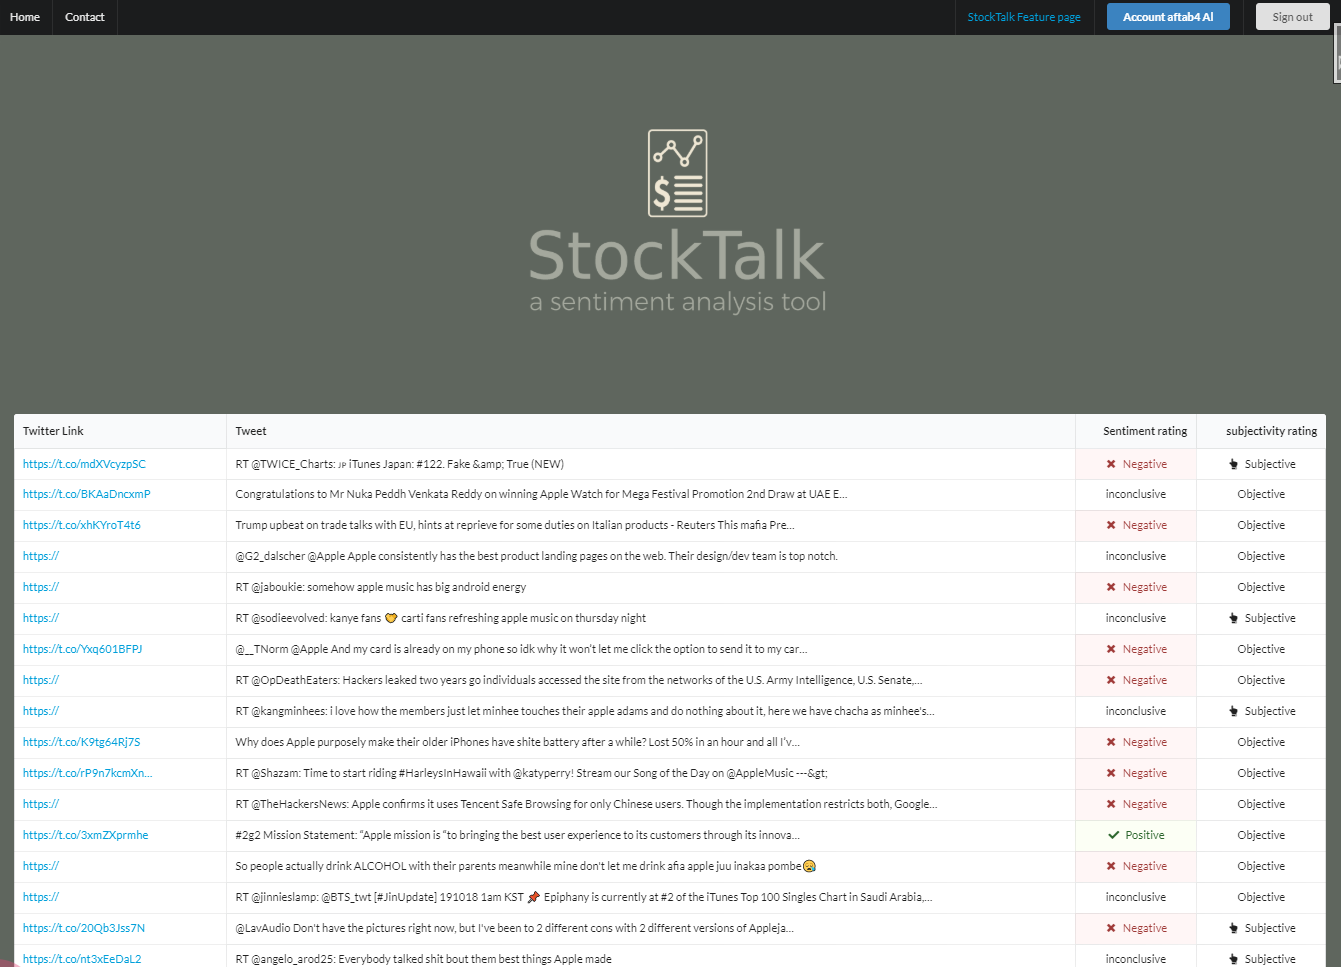 Home Contact StockTalk Feature page Account aftab4 Al Sign out
$
StockTalk
a sentiment analysis tool
Twitter Link Tweet Sentiment rating subjectivity rating
https://t.co/mdXVcyzpSC RT @TWICE_Charts: 🇯🇵 iTunes Japan: #122. Fake &amp; True (NEW) Negative Subjective
https://t.co/BKAaDncxmP Congratulations to Mr Nuka Peddh Venkata Reddy on winning Apple Watch for Mega Festival Promotion 2nd Draw at UAE E... inconclusive Objective
https://t.co/xhKYroT4t6 Trump upbeat on trade talks with EU, hints at reprieve for some duties on Italian products - Reuters This mafia Pre... Negative Objective
https:// @G2_dalscher @Apple Apple consistently has the best product landing pages on the web. Their design/dev team is top notch. inconclusive Objective
https:// RT @jaboukie: somehow apple music has big android energy Negative Objective
https:// RT @sodieevolved: kanye fans 🤝 carti fans refreshing apple music on thursday night inconclusive Subjective
https://t.co/Yxq601BFPJ @__TNorm @Apple And my card is already on my phone so idk why it won't let me click the option to send it to my car... Negative Objective
https:// RT @OpDeathEaters: Hackers leaked two years go individuals accessed the site from the networks of the U.S. Army Intelligence, U.S. Senate,... Negative Objective
https:// RT @kangminhees: i love how the members just let minhee touches their apple adams and do nothing about it, here we have chacha as minhee's... inconclusive Subjective
https://t.co/K9tg64Rj7S Why does Apple purposely make their older iPhones have shite battery after a while? Lost 50% in an hour and all I'v... Negative Objective
https://t.co/rP9n7kcmXn... RT @Shazam: Time to start riding #HarleysInHawaii with @katyperry! Stream our Song of the Day on @AppleMusic ---&gt; Negative Objective
https:// RT @TheHackersNews: Apple confirms it uses Tencent Safe Browsing for only Chinese users. Though the implementation restricts both, Google... Negative Objective
https://t.co/3xmZXprmhe #2g2 Mission Statement: “Apple mission is “to bringing the best user experience to its customers through its innova... Positive Objective
https:// So people actually drink ALCOHOL with their parents meanwhile mine don't let me drink afia apple juu inakaa pombe😪 Negative Objective
https:// RT @jinnieslamp: @BTS_twt [#JinUpdate] 191018 1am KST 📌 Epiphany is currently at #2 of the iTunes Top 100 Singles Chart in Saudi Arabia,... inconclusive Objective
https://t.co/20Qb3Jss7N @LavAudio Don't have the pictures right now, but I've been to 2 different cons with 2 different versions of Appleja... Negative Subjective
https://t.co/nt3xEeDaL2 RT @angelo_arod25: Everybody talked shit bout them best things Apple made inconclusive Subjective